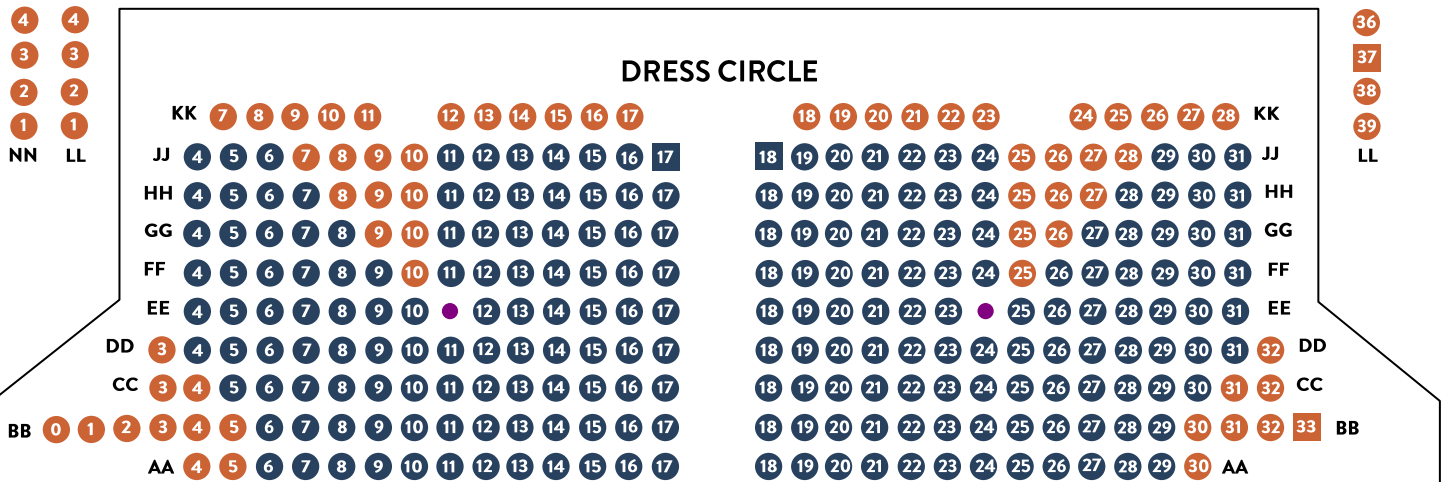 4 4 36
3 3 37
DRESS CIRCLE
2 2 38
KK 7 8 9 10 11 12 13 14 15 16 17 18 19 20 21 22 23 24 25 26 27 28 KK
1 1 39
NN LL JJ 4 5 6 7 8 9 10 11 12 13 14 15 16 17 18 19 20 21 22 23 24 25 26 27 28 29 30 31 JJ LL
HH 4 5 6 7 8 9 10 11 12 13 14 15 16 17 18 19 20 21 22 23 24 25 26 27 28 29 30 31 HH
GG 4 5 6 7 8 9 10 11 12 13 14 15 16 17 18 19 20 21 22 23 24 25 26 27 28 29 30 31 GG
FF 4 5 6 7 8 9 10 11 12 13 14 15 16 17 18 19 20 21 22 23 24 25 26 27 28 29 30 31 FF
EE 4 5 6 7 8 9 10 12 13 14 15 16 17 18 19 20 21 22 23 25 26 27 28 29 30 31 EE
DD 3 4 5 6 7 8 9 10 11 12 13 14 15 16 17 18 19 20 21 22 23 24 25 26 27 28 29 30 31 32 DD
CC 3 4 5 6 7 8 9 10 11 12 13 14 15 16 17 18 19 20 21 22 23 24 25 26 27 28 29 30 31 32 CC
BB 0 1 2 3 4 5 6 7 8 9 10 11 12 13 14 15 16 17 18 19 20 21 22 23 24 25 26 27 28 29 30 31 32 33 BB
AA 4 5 6 7 8 9 10 11 12 13 14 15 16 17 18 19 20 21 22 23 24 25 26 27 28 29 30 AA